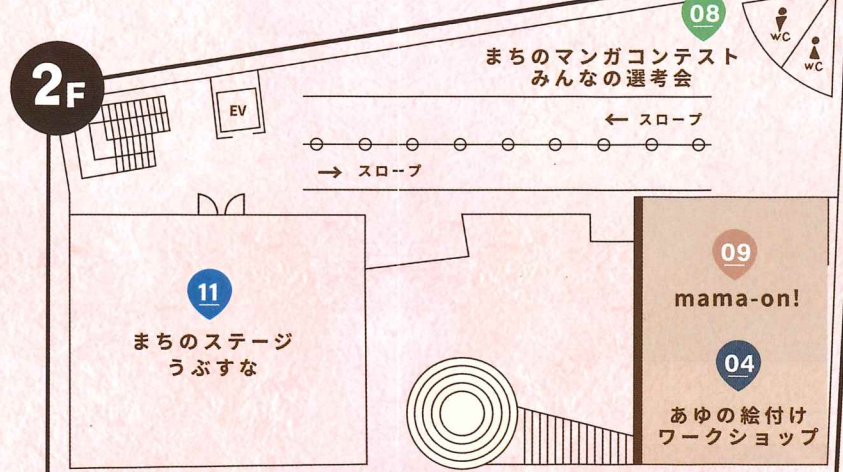 2F
EV
08
まちのマンガコンテスト
みんなの選考会
WC
WC
← スロープ
→ スロープ
11
まちのステージ
うぶすな
09
mama-on!
04
あゆの絵付け
ワークショップ